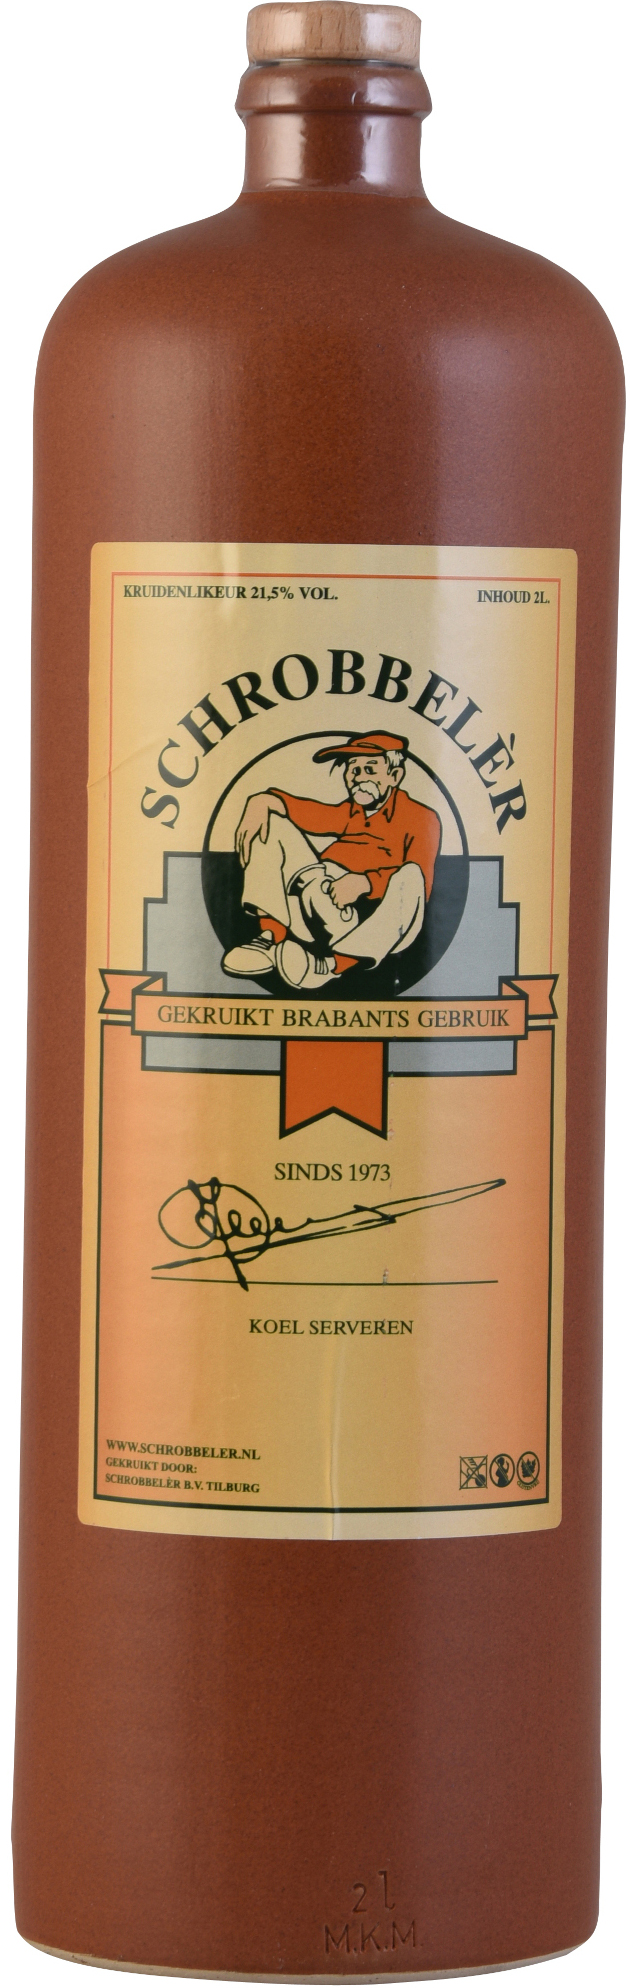 KRUIDENLIKEUR 21,5% VOL.
INHOUD 2L.
SCHROBBELÈR
GEKRUIKT BRABANTS GEBRUIK
SINDS 1973
KOEL SERVEREN
WWW.SCHROBBELER.NL
GEKRUIKT DOOR:
SCHROBBELÈR B.V. TILBURG
2 l
M.K.M.